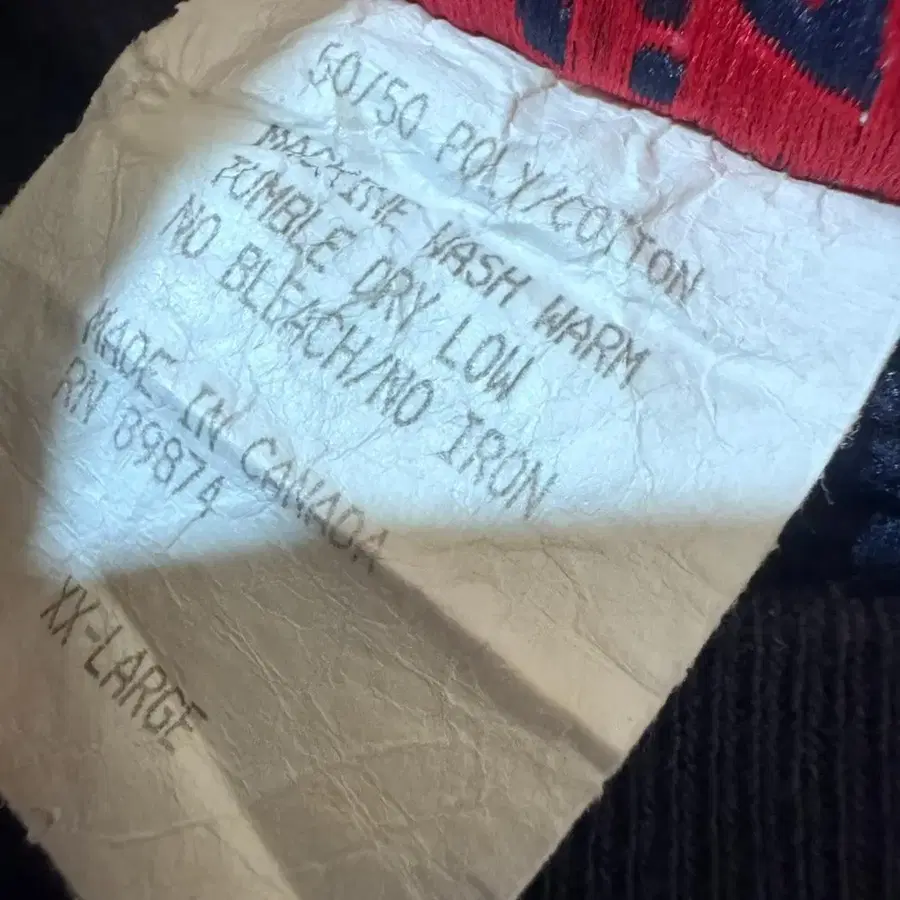 50/50 POLY/COTTON
MACHINE WASH WARM
TUMBLE DRY LOW
NO BLEACH/NO IRON
MADE IN CANADA
RN 89874
XX-LARGE